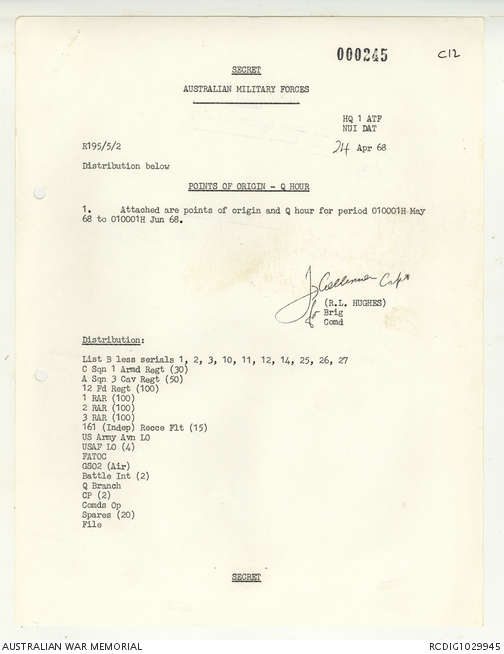 000245
C12
SECRET
AUSTRALIAN MILITARY FORCES
HQ 1 ATF
NUI DAT
R195/5/2
24 Apr 68
Distribution below
POINTS OF ORIGIN - Q HOUR
1. Attached are points of origin and Q hour for period 010001H May
68 to 010001H Jun 68.
Capt
(R.L. HUGHES)
for Brig
Comd
Distribution:
List B less serials 1, 2, 3, 10, 11, 12, 14, 25, 26, 27
C Sqn 1 Armd Regt (30)
A Sqn 3 Cav Regt (50)
12 Fd Regt (100)
1 RAR (100)
2 RAR (100)
3 RAR (100)
161 (Indep) Recce Flt (15)
US Army Avn LO
USAF LO (4)
FATOC
GSO2 (Air)
Battle Int (2)
Q Branch
CP (2)
Comds Op
Spares (20)
File
SECRET
AUSTRALIAN WAR MEMORIAL
RCDIG1029945